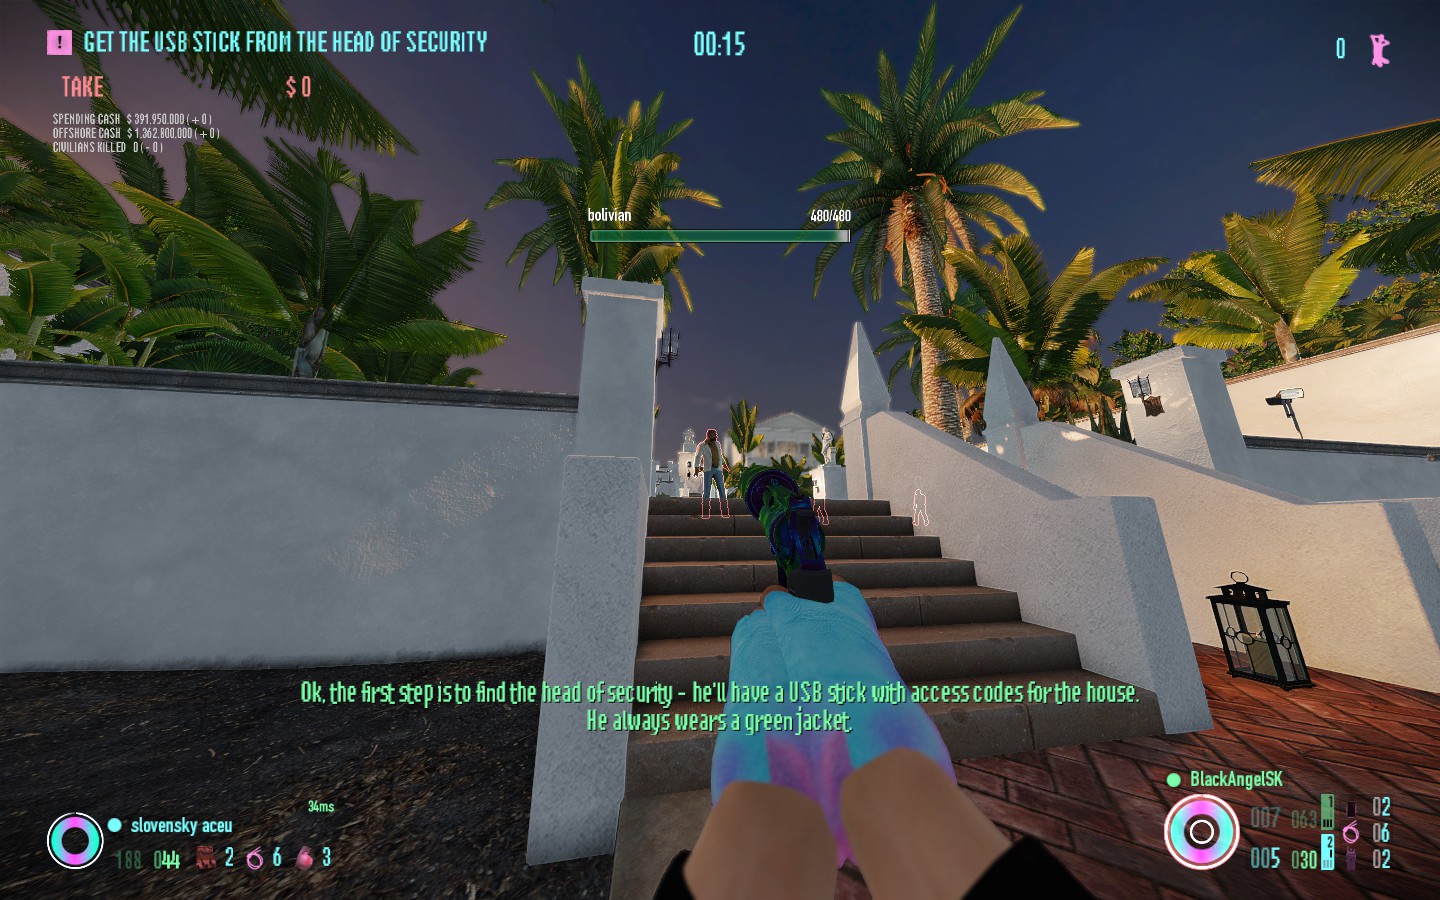 ! GET THE USB STICK FROM THE HEAD OF SECURITY
00:15
0
TAKE $ 0
SPENDING CASH $ 391.950.000 ( + 0 )
OFFSHORE CASH $ 1,362.800.000 ( + 0 )
CIVILIANS KILLED 0 ( - 0 )
bolivian 480/480
Ok, the first step is to find the head of security - he'll have a USB stick with access codes for the house.
He always wears a green jacket.
34ms
slovensky aceu
188 044 2 6 3
BlackAngelSK
007 063 1 02
06
005 030 2 02